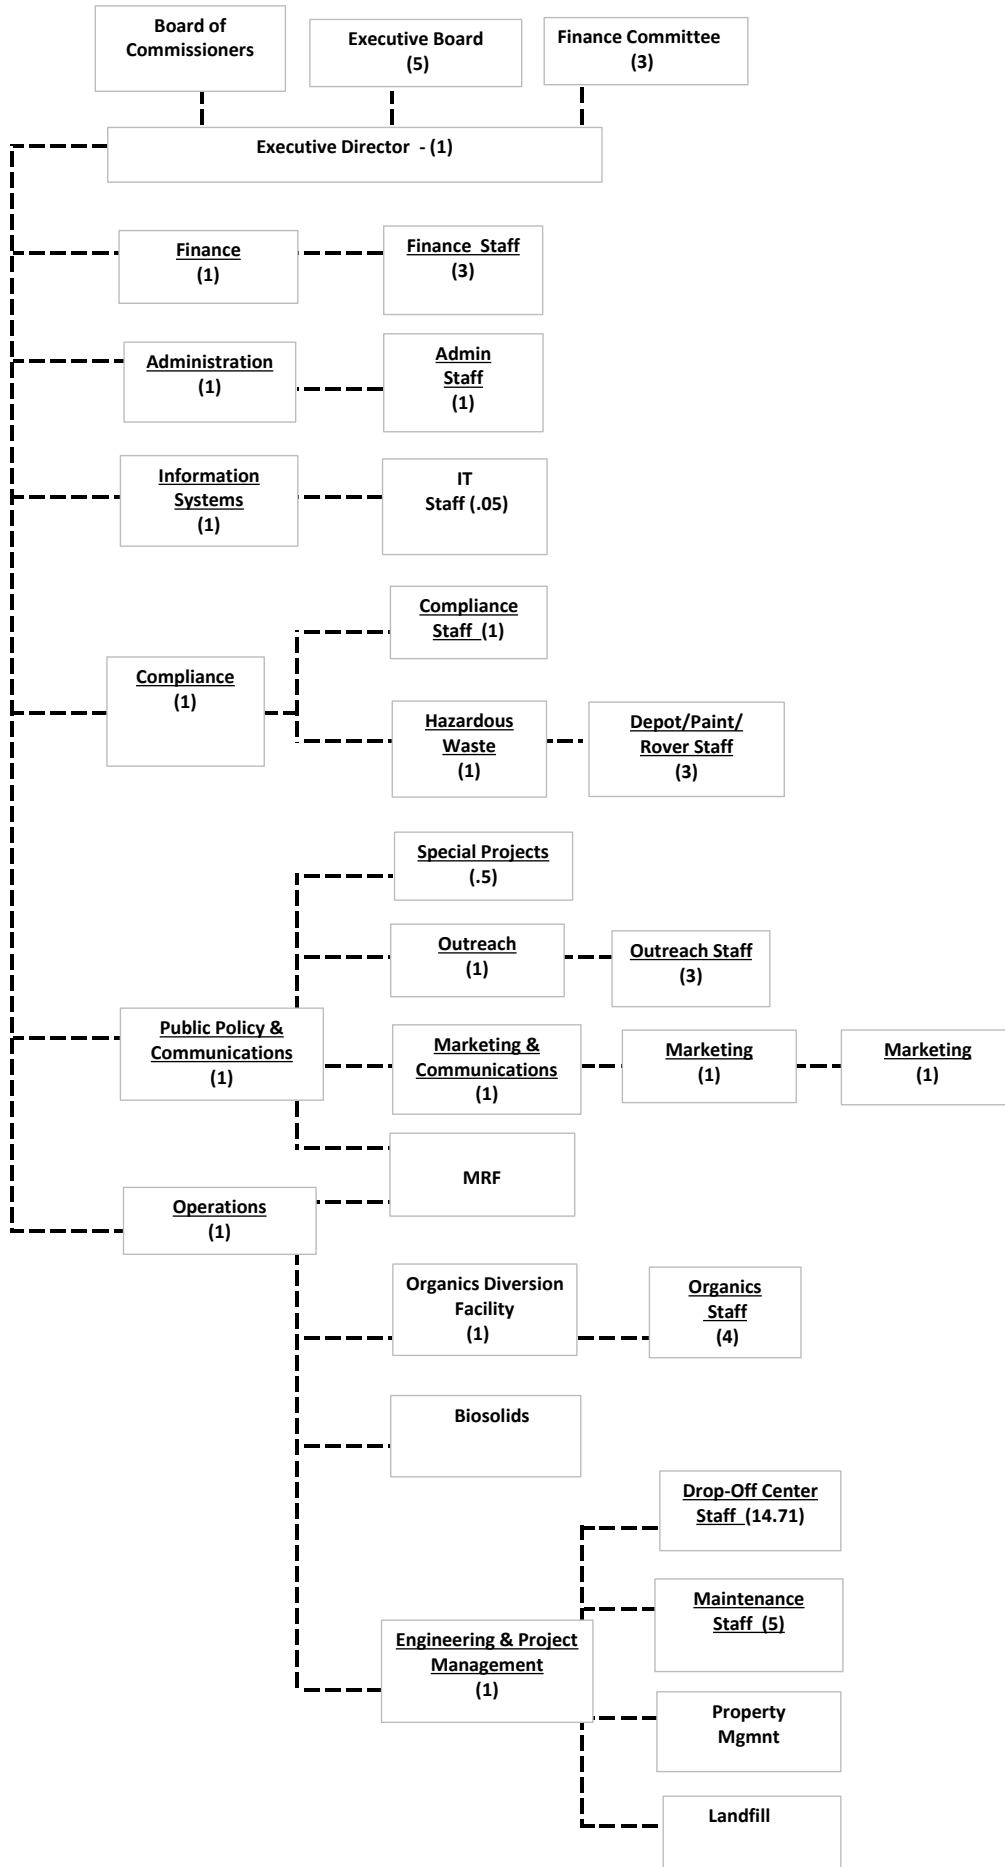 Board of
Commissioners
Executive Board
(5)
Finance Committee
(3)
Executive Director - (1)
Finance
(1)
Finance Staff
(3)
Administration
(1)
Admin
Staff
(1)
Information
Systems
(1)
IT
Staff (.05)
Compliance
Staff (1)
Compliance
(1)
Hazardous
Waste
(1)
Depot/Paint/
Rover Staff
(3)
Special Projects
(.5)
Outreach
(1)
Outreach Staff
(3)
Public Policy &
Communications
(1)
Marketing &
Communications
(1)
Marketing
(1)
Marketing
(1)
MRF
Operations
(1)
Organics Diversion
Facility
(1)
Organics
Staff
(4)
Biosolids
Drop-Off Center
Staff (14.71)
Maintenance
Staff (5)
Engineering & Project
Management
(1)
Property
Mgmnt
Landfill